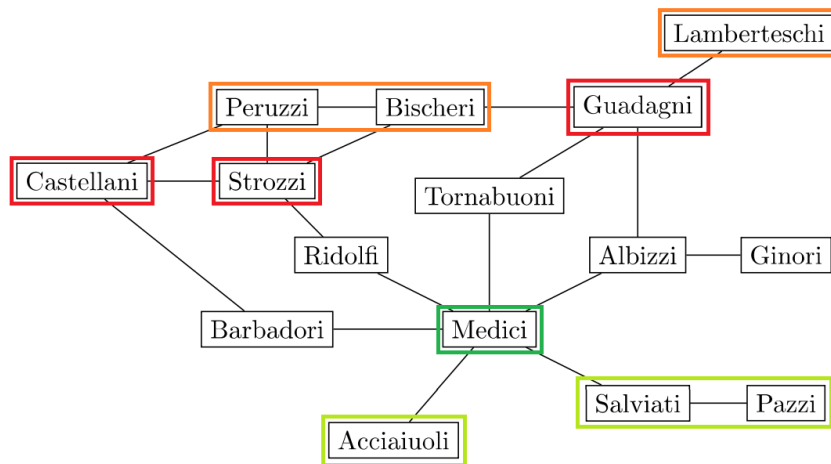 Lamberteschi
Peruzzi
Bischeri
Guadagni
Castellani
Strozzi
Tornabuoni
Ridolfi
Albizzi
Ginori
Barbadori
Medici
Salviati
Pazzi
Acciaiuoli